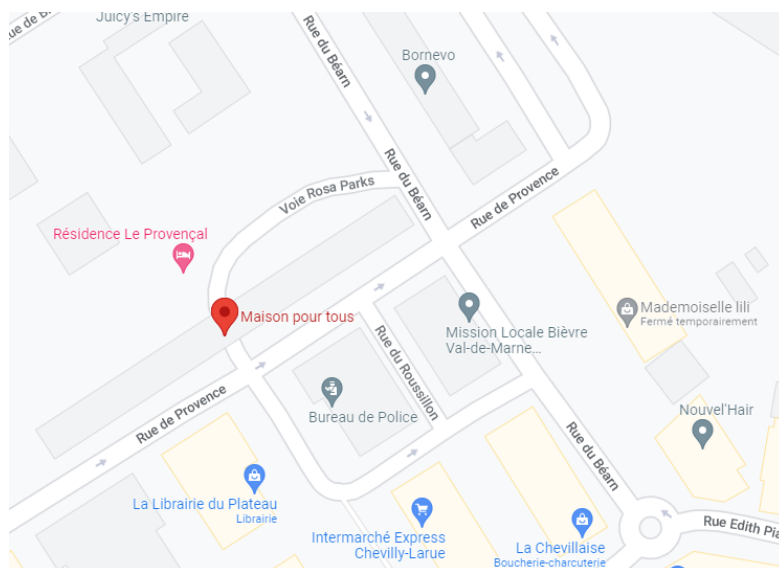 Juicy's Empire
ue de B
Rue du Béarn
Bornevo
Rue du Béarn
Voie Rosa Parks
Rue de Provence
Résidence Le Provençal
Maison pour tous
Mademoiselle lili
Fermé temporairement
Mission Locale Bièvre
Val-de-Marne...
Rue du Roussillon
Rue de Provence
Bureau de Police
Nouvel'Hair
Rue du Béarn
La Librairie du Plateau
Librairie
Intermarché Express
Chevilly-Larue
La Chevillaise
Boucherie-charcuterie
Rue Edith Pia